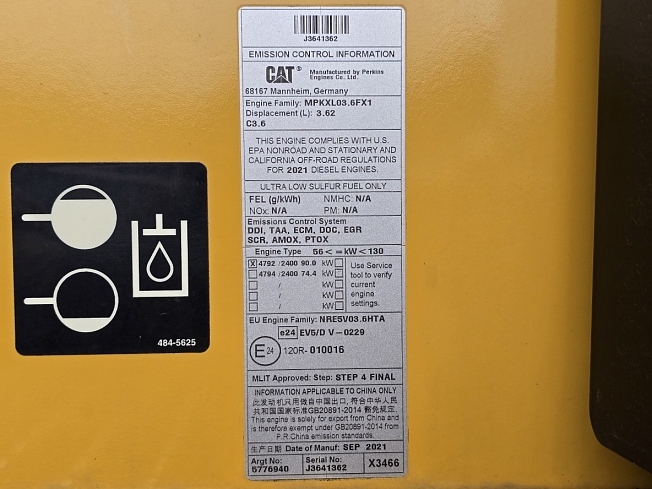 J3641362
EMISSION CONTROL INFORMATION
CAT® Manufactured by Perkins
Engines Co. Ltd.
68167 Mannheim, Germany
Engine Family: MPKXL03.6FX1
Displacement (L): 3.62
C3.6
THIS ENGINE COMPLIES WITH U.S.
EPA NONROAD AND STATIONARY AND
CALIFORNIA OFF-ROAD REGULATIONS
FOR 2021 DIESEL ENGINES.
ULTRA LOW SULFUR FUEL ONLY
FEL (g/kWh) NMHC: N/A
NOx: N/A PM: N/A
Emissions Control System
DDI, TAA, ECM, DOC, EGR
SCR, AMOX, PTOX
Engine Type 56 < = kW < 130
X 4792 /2400 90.0 kW
4794 /2400 74.4 kW
/ kW
/ kW
/ kW
Use Service
tool to verify
current
engine
settings.
EU Engine Family: NRE5V03.6HTA
e24 EV5/D V-0229
E24 120R-010016
MLIT Approved: Step: STEP 4 FINAL
INFORMATION APPLICABLE TO CHINA ONLY
此发动机只用做自中国出口, 符合中华人民
共和国国家标准GB20891-2014 豁免规定.
This engine is solely for export from China and
is therefore exempt under GB20891-2014 from
P.R.China emission standards.
生产日期 Date of Manuf: SEP 2021
Argt No: Serial No:
5776940 J3641362 X3466
484-5625